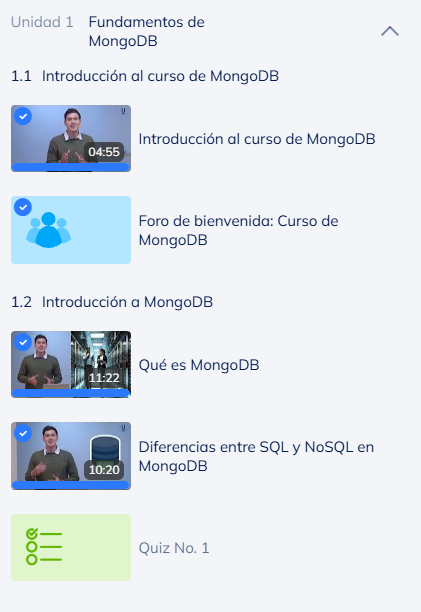 Unidad 1 Fundamentos de
MongoDB
1.1 Introducción al curso de MongoDB
04:55
Introducción al curso de MongoDB
Foro de bienvenida: Curso de
MongoDB
1.2 Introducción a MongoDB
11:22
Qué es MongoDB
10:20
Diferencias entre SQL y NoSQL en
MongoDB
Quiz No. 1